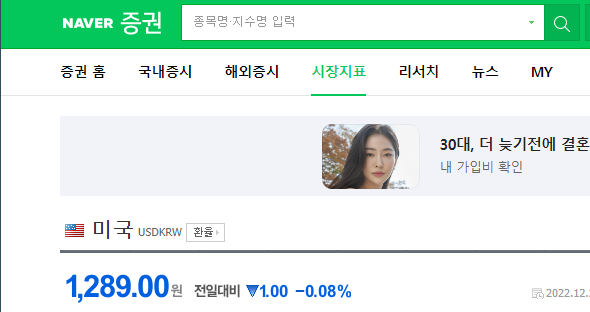 NAVER 증권
종목명·지수명 입력
증권 홈 국내증시 해외증시 시장지표 리서치 뉴스 MY
30대, 더 늦기전에 결혼
내 가입비 확인
미국 USDKRW 환율
1,289.00원 전일대비 ▼1.00 -0.08%
2022.12.